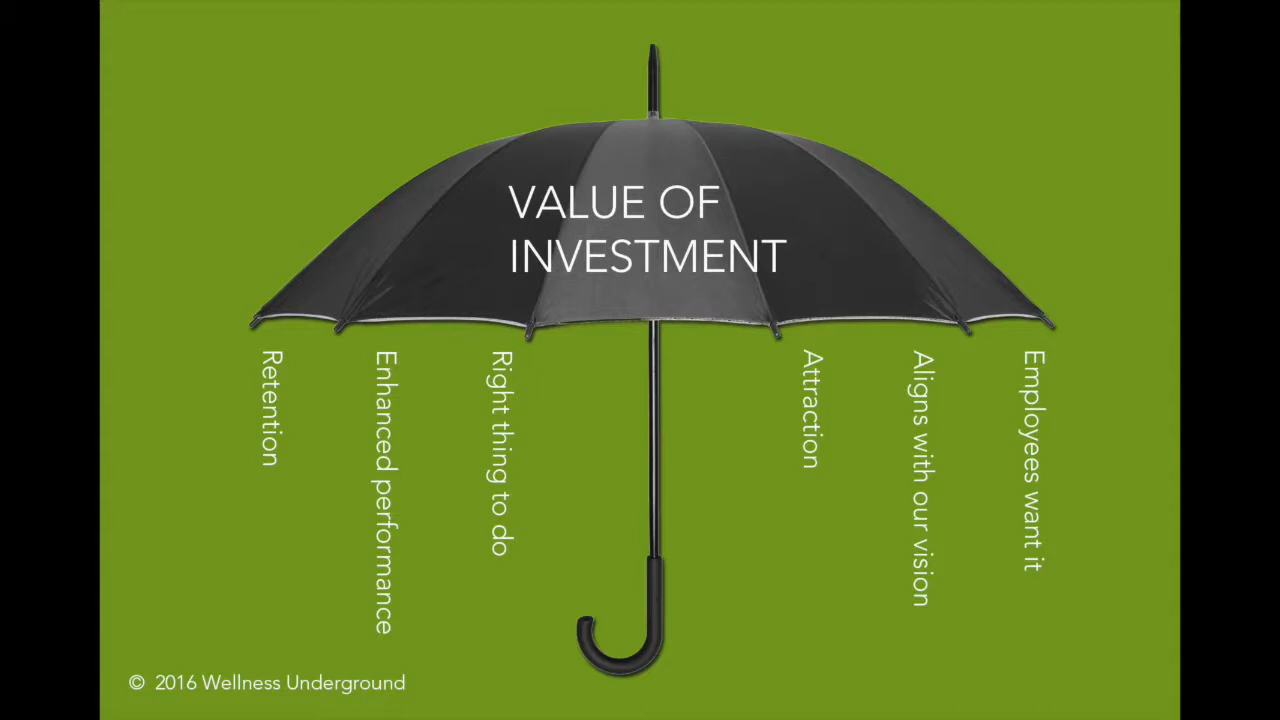 VALUE OF
INVESTMENT
Retention
Enhanced performance
Right thing to do
Attraction
Aligns with our vision
Employees want it
© 2016 Wellness Underground